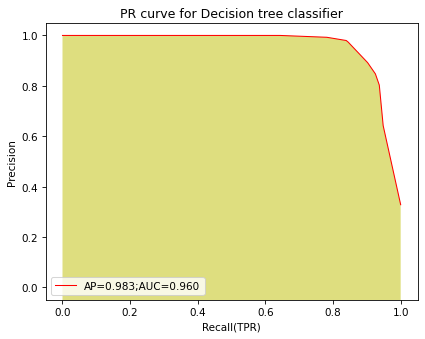 PR curve for Decision tree classifier
1.0
0.8
0.6
0.4
0.2
0.0
Precision
AP=0.983;AUC=0.960
0.0 0.2 0.4 0.6 0.8 1.0
Recall(TPR)